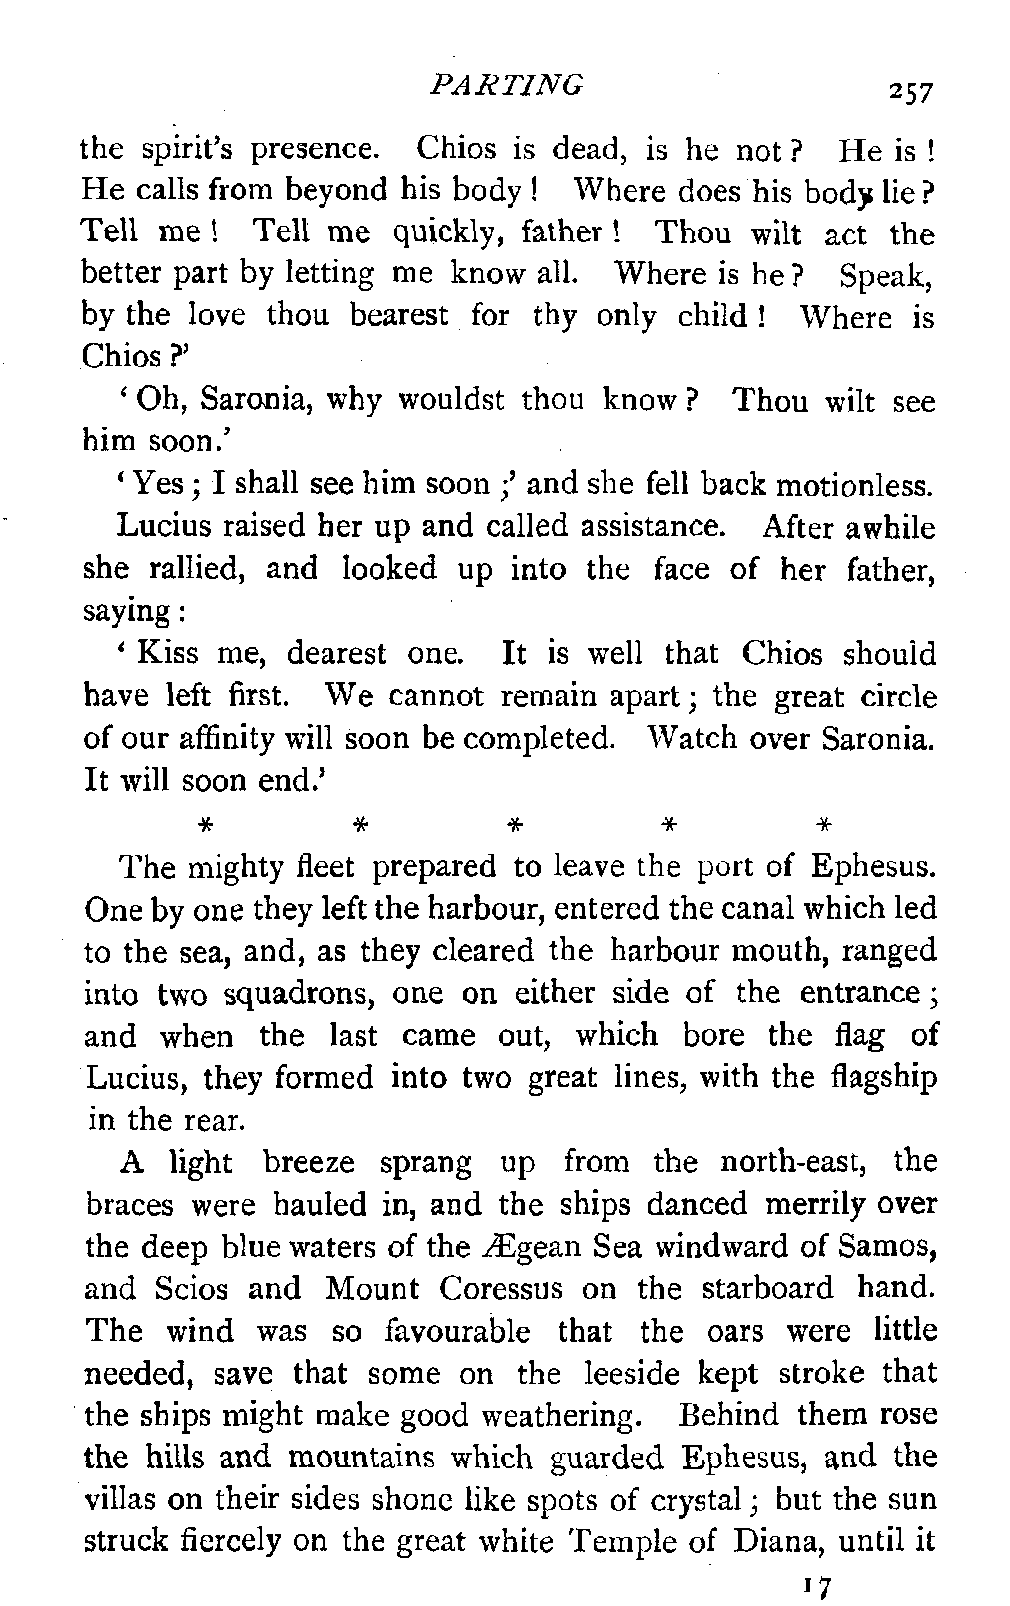 PARTING 257
the spirit's presence. Chios is dead, is he not? He is!
He calls from beyond his body! Where does his body lie?
Tell me! Tell me quickly, father! Thou wilt act the
better part by letting me know all. Where is he? Speak,
by the love thou bearest for thy only child! Where is
Chios?'
'Oh, Saronia, why wouldst thou know? Thou wilt see
him soon.'
'Yes; I shall see him soon;' and she fell back motionless.
Lucius raised her up and called assistance. After awhile
she rallied, and looked up into the face of her father,
saying:
'Kiss me, dearest one. It is well that Chios should
have left first. We cannot remain apart; the great circle
of our affinity will soon be completed. Watch over Saronia.
It will soon end.'
* * * * *
The mighty fleet prepared to leave the port of Ephesus.
One by one they left the harbour, entered the canal which led
to the sea, and, as they cleared the harbour mouth, ranged
into two squadrons, one on either side of the entrance;
and when the last came out, which bore the flag of
Lucius, they formed into two great lines, with the flagship
in the rear.
A light breeze sprang up from the north-east, the
braces were hauled in, and the ships danced merrily over
the deep blue waters of the Ægean Sea windward of Samos,
and Scios and Mount Coressus on the starboard hand.
The wind was so favourable that the oars were little
needed, save that some on the leeside kept stroke that
the ships might make good weathering. Behind them rose
the hills and mountains which guarded Ephesus, and the
villas on their sides shone like spots of crystal; but the sun
struck fiercely on the great white Temple of Diana, until it
17